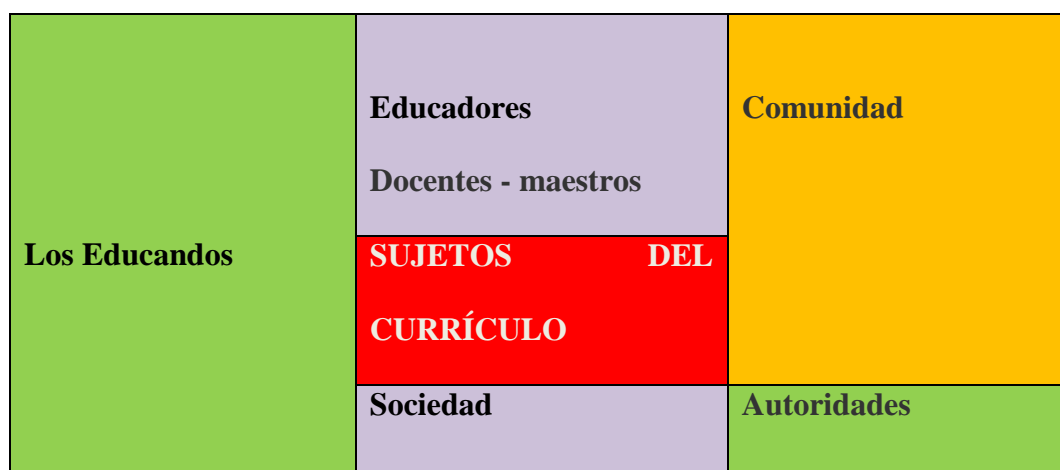 Los Educandos
Educadores
Docentes - maestros
SUJETOS DEL
CURRÍCULO
Sociedad
Comunidad
Autoridades